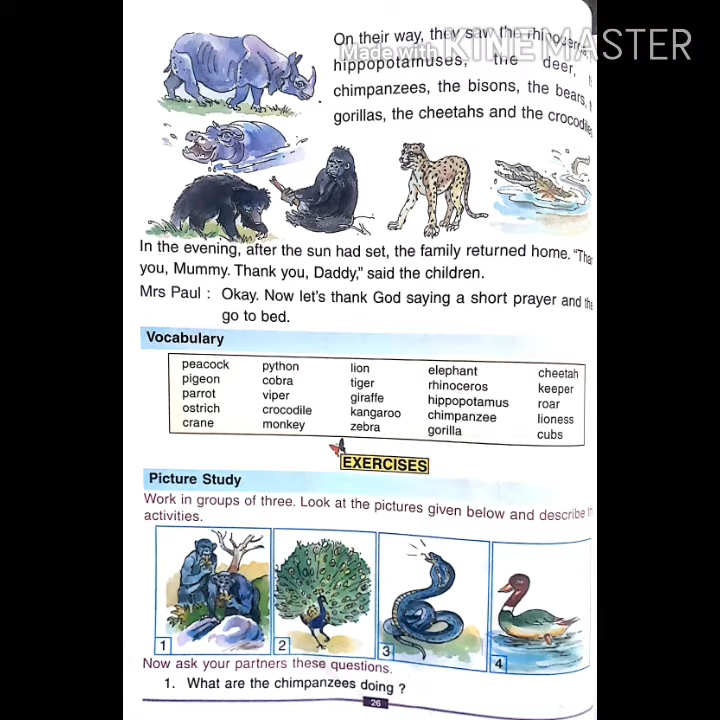 On their way, they saw the rhinoceros,
Made with KINEMASTER
hippopotamuses, the deer,
chimpanzees, the bisons, the bears,
gorillas, the cheetahs and the crocodiles
In the evening, after the sun had set, the family returned home. "Than
you, Mummy. Thank you, Daddy," said the children.
Mrs Paul : Okay. Now let's thank God saying a short prayer and the
go to bed.
Vocabulary
peacock python lion elephant cheetah
pigeon cobra tiger rhinoceros keeper
parrot viper giraffe hippopotamus roar
ostrich crocodile kangaroo chimpanzee lioness
crane monkey zebra gorilla cubs
EXERCISES
Picture Study
Work in groups of three. Look at the pictures given below and describe th
activities.
1 2 3 4
Now ask your partners these questions.
1. What are the chimpanzees doing ?
26